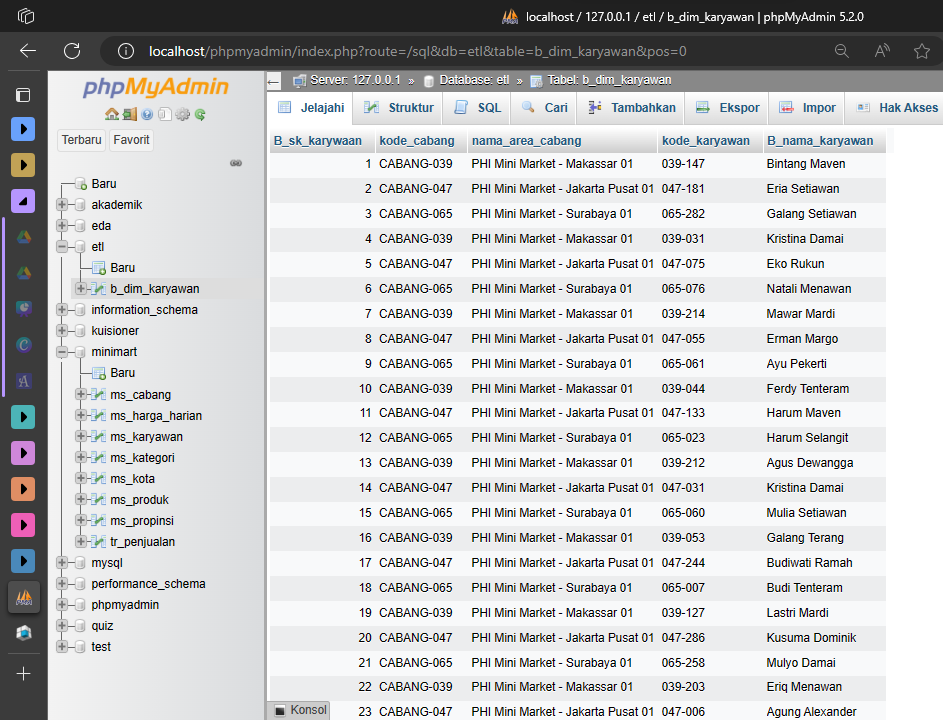 localhost / 127.0.0.1 / etl / b_dim_karyawan | phpMyAdmin 5.2.0
localhost/phpmyadmin/index.php?route=/sql&db=etl&table=b_dim_karyawan&pos=0
phpMyAdmin
Terbaru Favorit
Baru
akademik
eda
etl
Baru
b_dim_karyawan
information_schema
kuisioner
minimart
Baru
ms_cabang
ms_harga_harian
ms_karyawan
ms_kategori
ms_kota
ms_produk
ms_propinsi
tr_penjualan
mysql
performance_schema
phpmyadmin
quiz
test
Server: 127.0.0.1 » Database: etl » Tabel: b_dim_karyawan
Jelajahi Struktur SQL Cari Tambahkan Ekspor Impor Hak Akses
B_sk_karywaan kode_cabang nama_area_cabang kode_karyawan B_nama_karyawan
1 CABANG-039 PHI Mini Market - Makassar 01 039-147 Bintang Maven
2 CABANG-047 PHI Mini Market - Jakarta Pusat 01 047-181 Eria Setiawan
3 CABANG-065 PHI Mini Market - Surabaya 01 065-282 Galang Setiawan
4 CABANG-039 PHI Mini Market - Makassar 01 039-031 Kristina Damai
5 CABANG-047 PHI Mini Market - Jakarta Pusat 01 047-075 Eko Rukun
6 CABANG-065 PHI Mini Market - Surabaya 01 065-076 Natali Menawan
7 CABANG-039 PHI Mini Market - Makassar 01 039-214 Mawar Mardi
8 CABANG-047 PHI Mini Market - Jakarta Pusat 01 047-055 Erman Margo
9 CABANG-065 PHI Mini Market - Surabaya 01 065-061 Ayu Pekerti
10 CABANG-039 PHI Mini Market - Makassar 01 039-044 Ferdy Tenteram
11 CABANG-047 PHI Mini Market - Jakarta Pusat 01 047-133 Harum Maven
12 CABANG-065 PHI Mini Market - Surabaya 01 065-023 Harum Selangit
13 CABANG-039 PHI Mini Market - Makassar 01 039-212 Agus Dewangga
14 CABANG-047 PHI Mini Market - Jakarta Pusat 01 047-031 Kristina Damai
15 CABANG-065 PHI Mini Market - Surabaya 01 065-060 Mulia Setiawan
16 CABANG-039 PHI Mini Market - Makassar 01 039-053 Galang Terang
17 CABANG-047 PHI Mini Market - Jakarta Pusat 01 047-244 Budiwati Ramah
18 CABANG-065 PHI Mini Market - Surabaya 01 065-007 Budi Tenteram
19 CABANG-039 PHI Mini Market - Makassar 01 039-127 Lastri Mardi
20 CABANG-047 PHI Mini Market - Jakarta Pusat 01 047-286 Kusuma Dominik
21 CABANG-065 PHI Mini Market - Surabaya 01 065-258 Mulyo Damai
22 CABANG-039 PHI Mini Market - Makassar 01 039-203 Eriq Menawan
23 CABANG-047 PHI Mini Market - Jakarta Pusat 01 047-006 Agung Alexander
Konsol